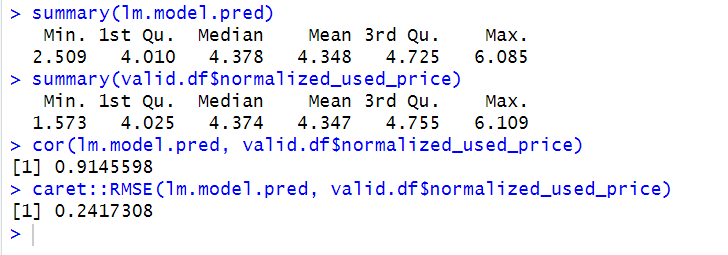 > summary(lm.model.pred)
   Min. 1st Qu.  Median    Mean 3rd Qu.    Max.
  2.509   4.010   4.378   4.348   4.725   6.085
> summary(valid.df$normalized_used_price)
   Min. 1st Qu.  Median    Mean 3rd Qu.    Max.
  1.573   4.025   4.374   4.347   4.755   6.109
> cor(lm.model.pred, valid.df$normalized_used_price)
[1] 0.9145598
> caret::RMSE(lm.model.pred, valid.df$normalized_used_price)
[1] 0.2417308
>